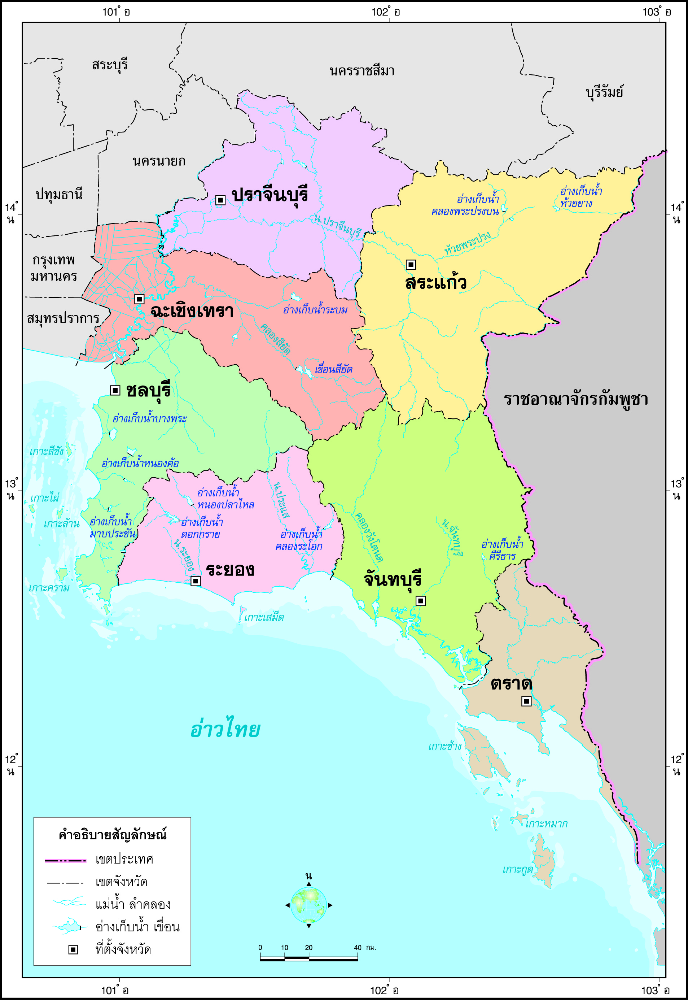 101° อ
102° อ
103° อ
สระบุรี
นครราชสีมา
บุรีรัมย์
นครนายก
ปทุมธานี
ปราจีนบุรี
อ่างเก็บน้ำ
คลองพระปรงบน
อ่างเก็บน้ำ
ห้วยยาง
14°
น
14°
น
น.ปราจีนบุรี
ห้วยพระปรง
กรุงเทพ
มหานคร
สระแก้ว
สมุทรปราการ
ฉะเชิงเทรา
อ่างเก็บน้ำระบม
คลองสียัด
เขื่อนสียัด
ชลบุรี
ราชอาณาจักรกัมพูชา
อ่างเก็บน้ำบางพระ
เกาะสีชัง
อ่างเก็บน้ำหนองค้อ
13°
น
13°
น
เกาะไผ่
เกาะล้าน
อ่างเก็บน้ำ
มาบประชัน
อ่างเก็บน้ำ
หนองปลาไหล
อ่างเก็บน้ำ
ดอกกราย
น.ระยอง
น.ประแส
อ่างเก็บน้ำ
คลองระโอก
คลองวังโตนด
น.จันทบุรี
อ่างเก็บน้ำ
คีรีธาร
ระยอง
จันทบุรี
เกาะคราม
เกาะเสม็ด
ตราด
อ่าวไทย
เกาะช้าง
12°
น
12°
น
เกาะหมาก
เกาะกูด
คำอธิบายสัญลักษณ์
เขตประเทศ
เขตจังหวัด
แม่น้ำ ลำคลอง
อ่างเก็บน้ำ เขื่อน
ที่ตั้งจังหวัด
น
0 10 20 40 กม.
101° อ
102° อ
103° อ